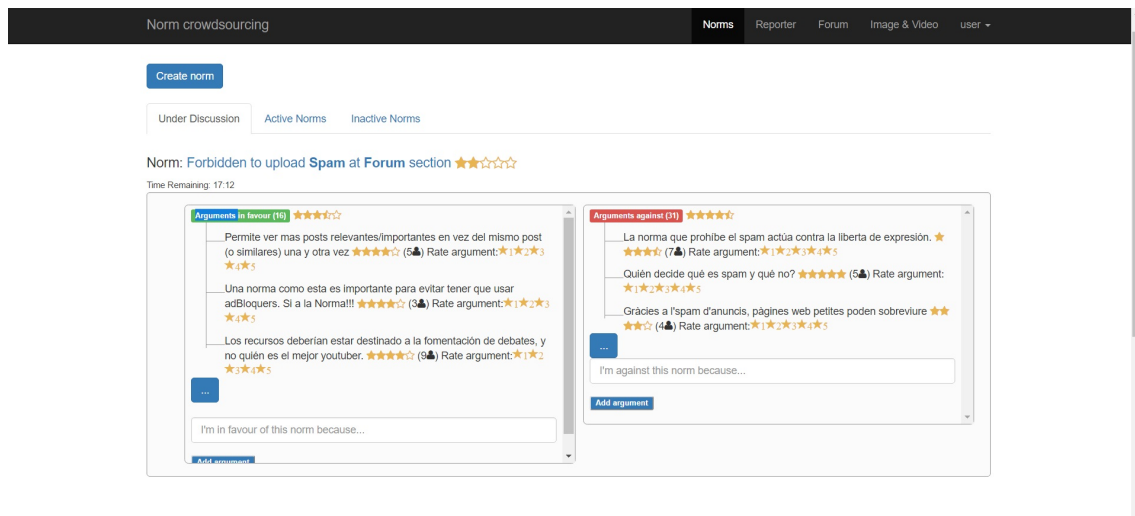 Norm crowdsourcing
Norms Reporter Forum Image & Video user
Create norm
Under Discussion Active Norms Inactive Norms
Norm: Forbidden to upload Spam at Forum section ★★☆☆☆
Time Remaining: 17:12
Arguments in favour (16)
Permite ver mas posts relevantes/importantes en vez del mismo post
(o similares) una y otra vez ★★★★☆ (5) Rate argument:★1★2★3
★4★5
Una norma como esta es importante para evitar tener que usar
adBloquers. Si a la Norma!!! ★★★★☆ (3) Rate argument:★1★2★3
★4★5
Los recursos deberían estar destinado a la fomentación de debates, y
no quién es el mejor youtuber. ★★★★☆ (9) Rate argument:★1★2
★3★4★5
...
I'm in favour of this norm because...
Add argument
Arguments against (31)
La norma que prohíbe el spam actúa contra la liberta de expresión. ★
★★★ (7) Rate argument:★1★2★3★4★5
Quién decide qué es spam y qué no? ★★★★★ (5) Rate argument:
★1★2★3★4★5
Gràcies a l'spam d'anuncis, pàgines web petites poden sobreviure ★★
★★☆ (4) Rate argument:★1★2★3★4★5
...
I'm against this norm because...
Add argument